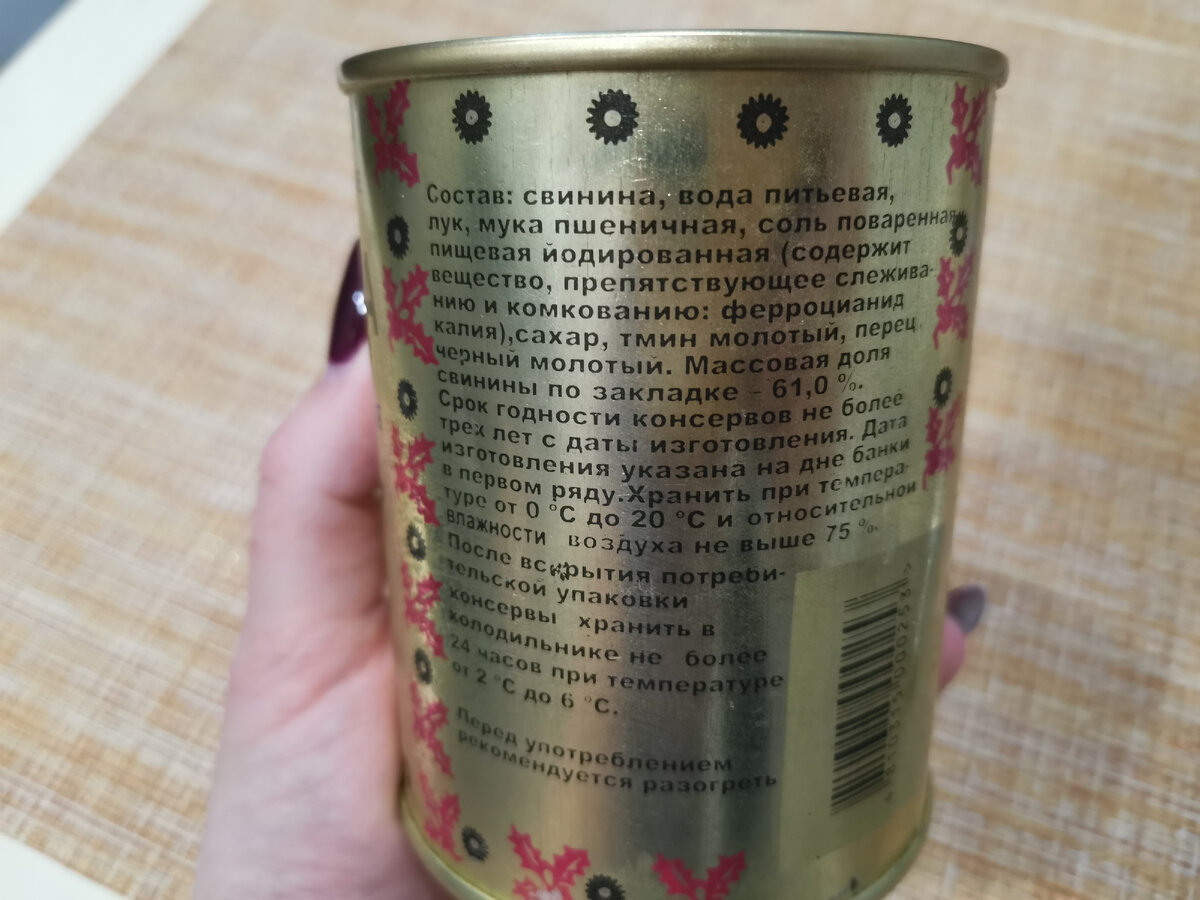 Состав: свинина, вода питьевая,
лук, мука пшеничная, соль поваренная
пищевая йодированная (содержит
вещество, препятствующее слежива-
нию и комкованию: ферроцианид
калия),сахар, тмин молотый, перец
черный молотый. Массовая доля
свинины по закладке - 61,0 %.
Срок годности консервов не более
трех лет с даты изготовления. Дата
изготовления указана на дне банки
в первом ряду.Хранить при темпера-
туре от 0 °С до 20 °С и относительной
влажности воздуха не выше 75 %.
После вскрытия потреби-
тельской упаковки
консервы хранить в
холодильнике не более
24 часов при температуре
от 2 °С до 6 °С.
Перед употреблением
рекомендуется разогреть